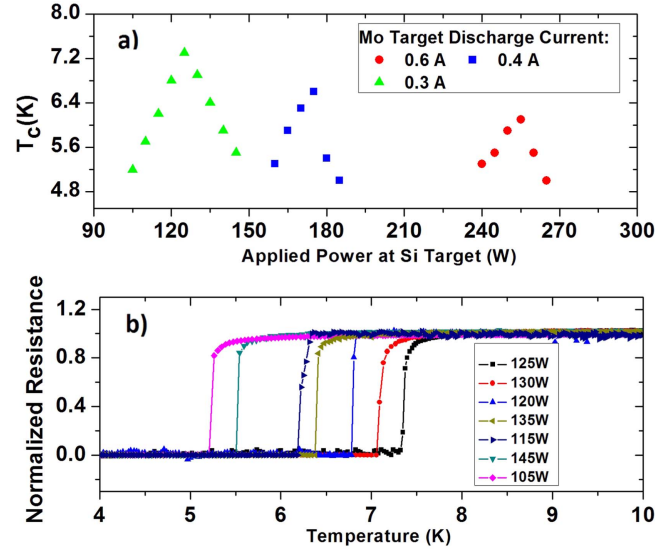 a)
Mo Target Discharge Current:
0.6 A 0.4 A
0.3 A
T_C(K)
8.0
7.2
6.4
5.6
4.8
90 120 150 180 210 240 270 300
Applied Power at Si Target (W)
b)
Normalized Resistance
1.2
0.8
0.4
0.0
125W
130W
120W
135W
115W
145W
105W
4 5 6 7 8 9 10
Temperature (K)